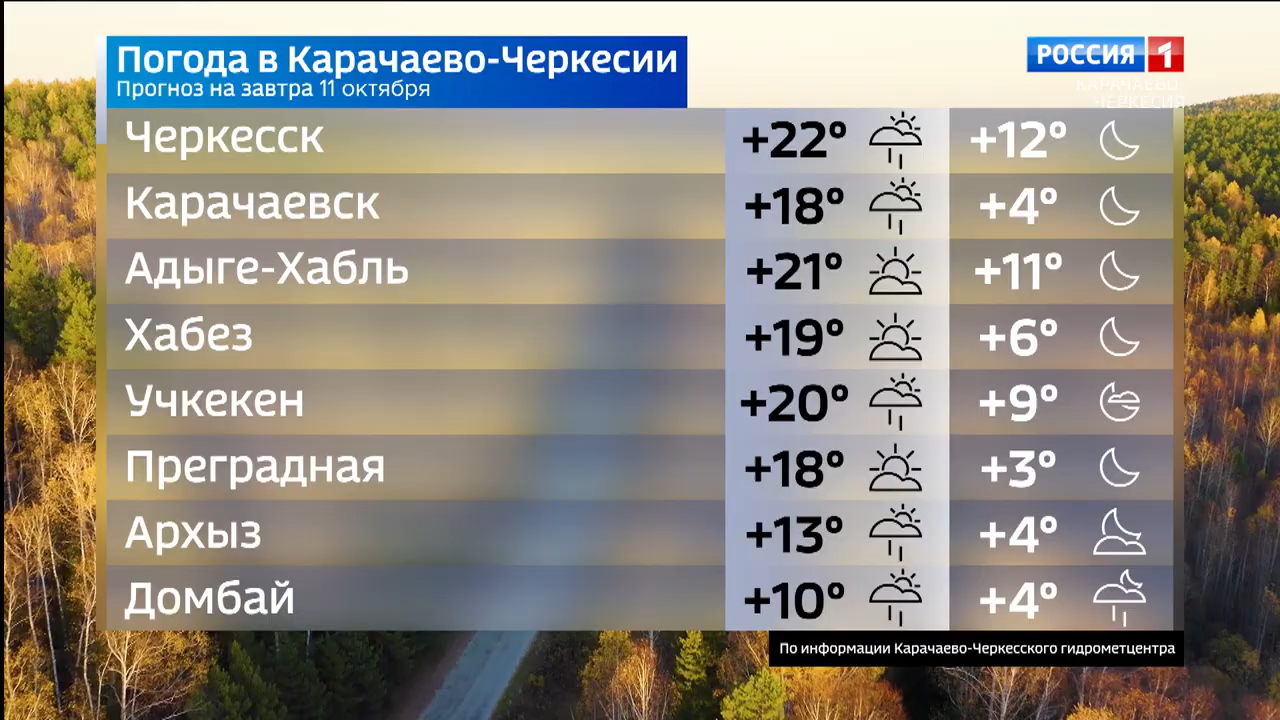 Погода в Карачаево-Черкесии
Прогноз на завтра 11 октября
РОССИЯ 1
КАРАЧАЕВО-
ЧЕРКЕСИЯ
Черкесск +22° +12°
Карачаевск +18° +4°
Адыге-Хабль +21° +11°
Хабез +19° +6°
Учкекен +20° +9°
Преградная +18° +3°
Архыз +13° +4°
Домбай +10° +4°
По информации Карачаево-Черкесского гидрометцентра